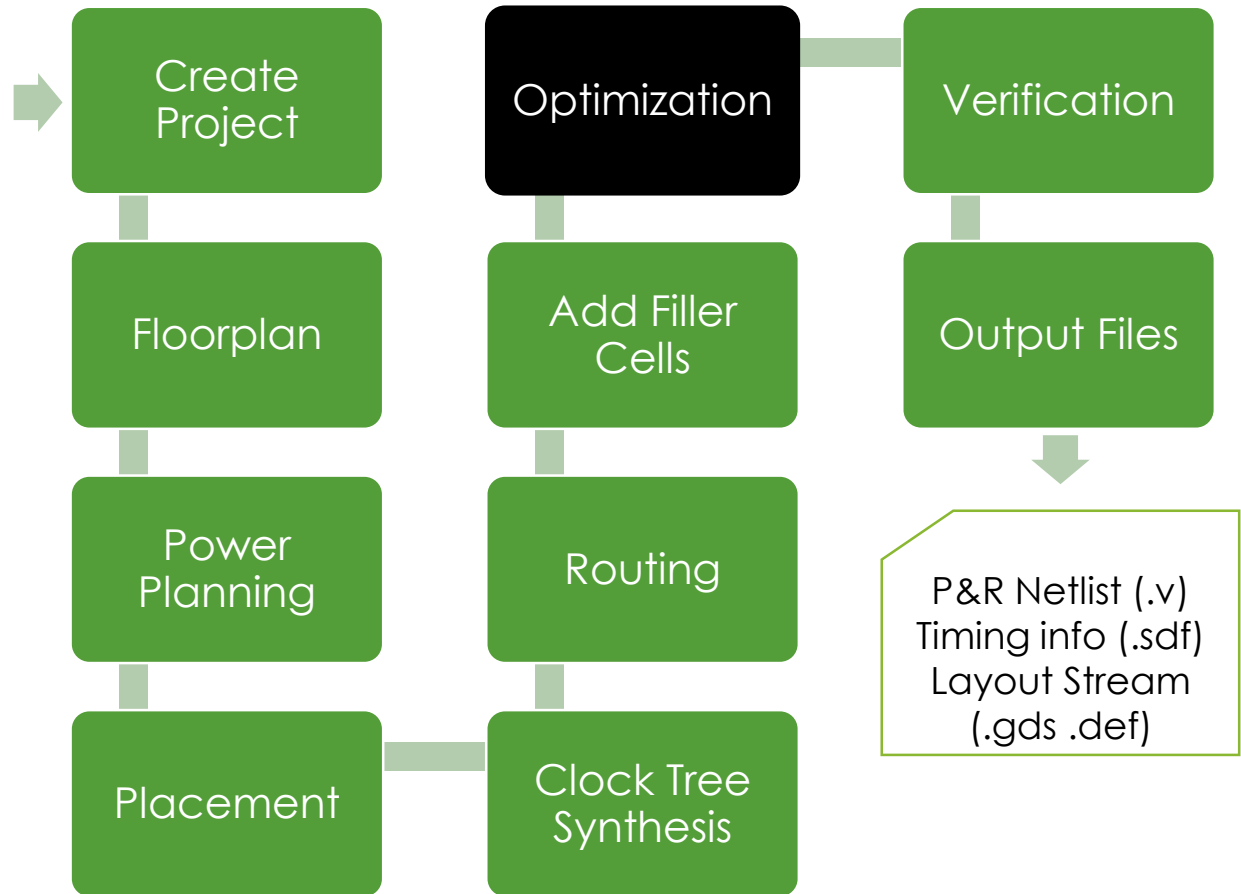 Create
Project
Floorplan
Power
Planning
Placement
Clock Tree
Synthesis
Routing
Add Filler
Cells
Optimization
Verification
Output Files
P&R Netlist (.v)
Timing info (.sdf)
Layout Stream
(.gds .def)